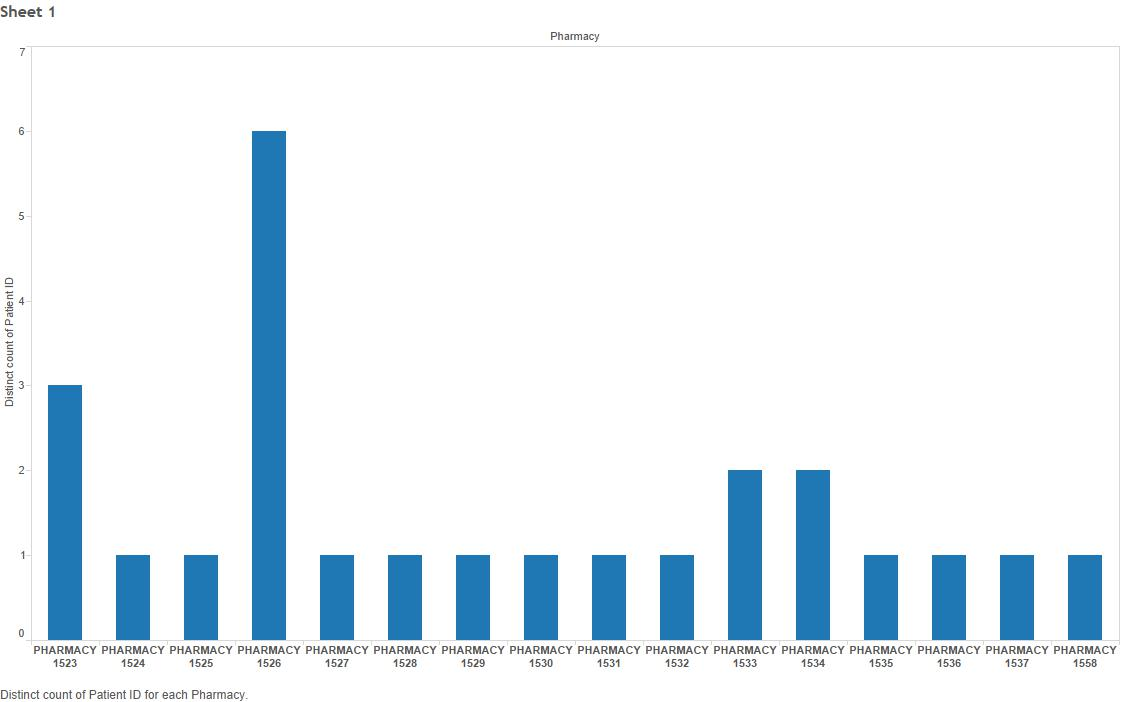 Sheet 1
Pharmacy
7
6
5
4
3
2
1
0
Distinct count of Patient ID
PHARMACY PHARMACY PHARMACY PHARMACY PHARMACY PHARMACY PHARMACY PHARMACY PHARMACY PHARMACY PHARMACY PHARMACY PHARMACY PHARMACY PHARMACY PHARMACY
1523 1524 1525 1526 1527 1528 1529 1530 1531 1532 1533 1534 1535 1536 1537 1558
Distinct count of Patient ID for each Pharmacy.